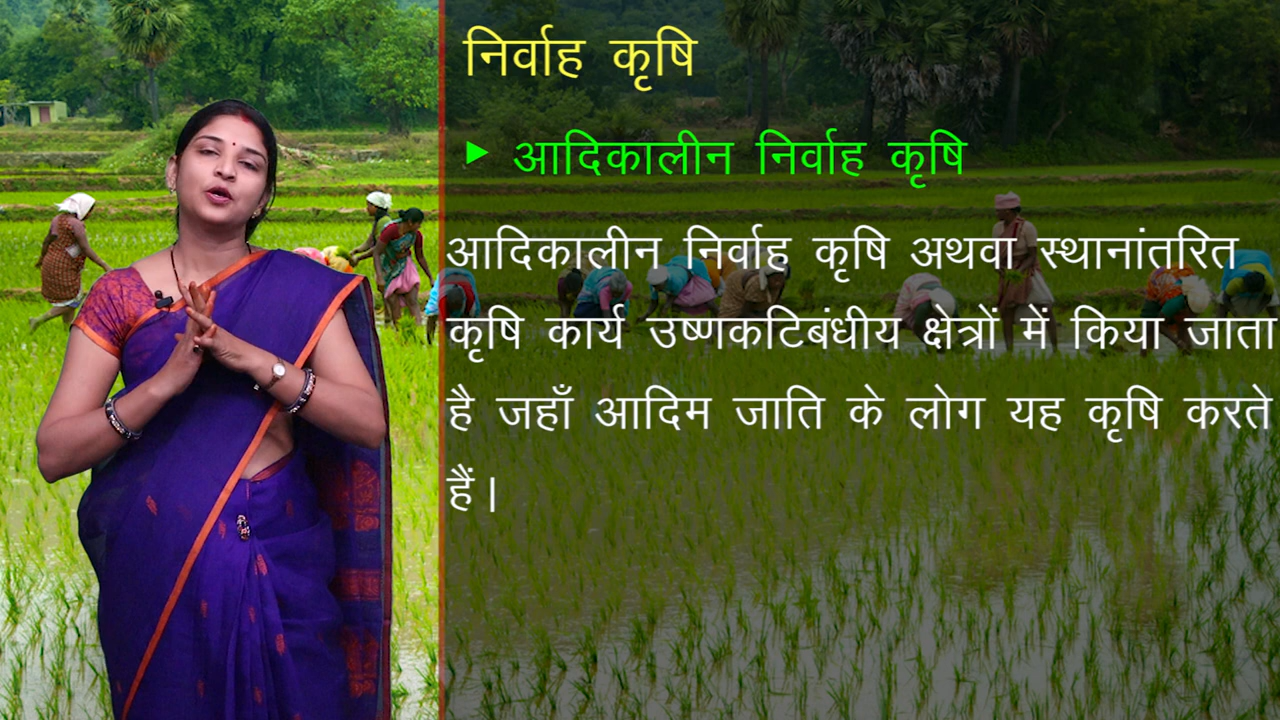 निर्वाह कृषि
आदिकालीन निर्वाह कृषि
आदिकालीन निर्वाह कृषि अथवा स्थानांतरित
कृषि कार्य उष्णकटिबंधीय क्षेत्रों में किया जाता
है जहाँ आदिम जाति के लोग यह कृषि करते
हैं।